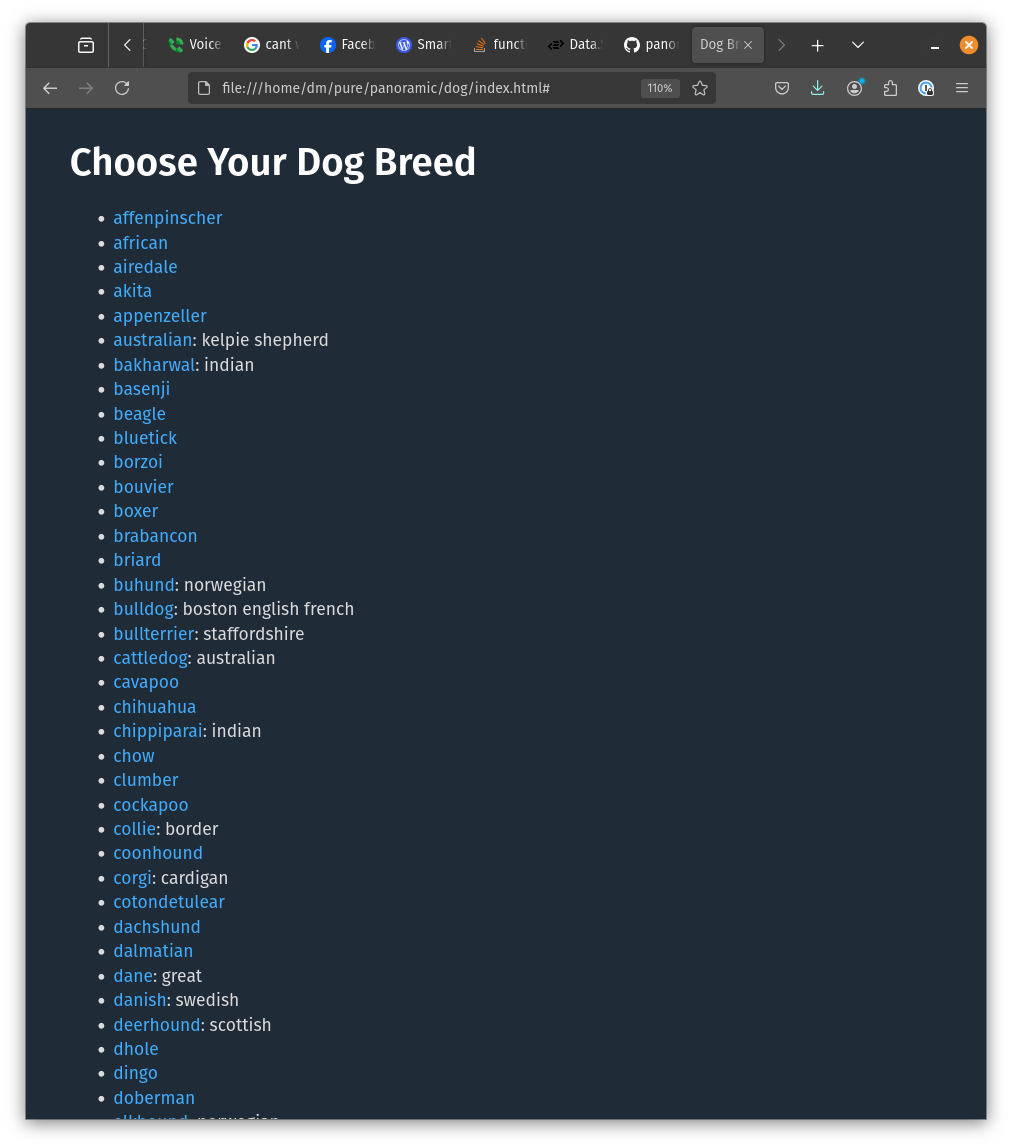 Voice
cant
Faceb
Smar
funct
Data.
pano
Dog Br
file:///home/dm/pure/panoramic/dog/index.html#
110%
Choose Your Dog Breed
affenpinscher
african
airedale
akita
appenzeller
australian: kelpie shepherd
bakharwal: indian
basenji
beagle
bluetick
borzoi
bouvier
boxer
brabancon
briard
buhund: norwegian
bulldog: boston english french
bullterrier: staffordshire
cattledog: australian
cavapoo
chihuahua
chippiparai: indian
chow
clumber
cockapoo
collie: border
coonhound
corgi: cardigan
cotondetulear
dachshund
dalmatian
dane: great
danish: swedish
deerhound: scottish
dhole
dingo
doberman
elkhound: norwegian